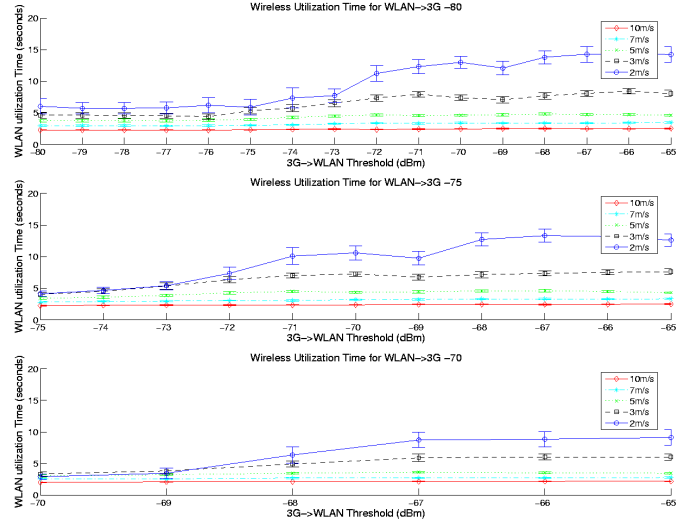 Wireless Utilization Time for WLAN->3G -80
WLAN utilization Time (seconds)
20
15
10
5
0
10m/s
7m/s
5m/s
3m/s
2m/s
-80 -79 -78 -77 -76 -75 -74 -73 -72 -71 -70 -69 -68 -67 -66 -65
3G->WLAN Threshold (dBm)
Wireless Utilization Time for WLAN->3G -75
WLAN utilization Time (seconds)
20
15
10
5
0
10m/s
7m/s
5m/s
3m/s
2m/s
-75 -74 -73 -72 -71 -70 -69 -68 -67 -66 -65
3G->WLAN Threshold (dBm)
Wireless Utilization Time for WLAN->3G -70
WLAN utilization Time (seconds)
20
15
10
5
0
10m/s
7m/s
5m/s
3m/s
2m/s
-70 -69 -68 -67 -66 -65
3G->WLAN Threshold (dBm)